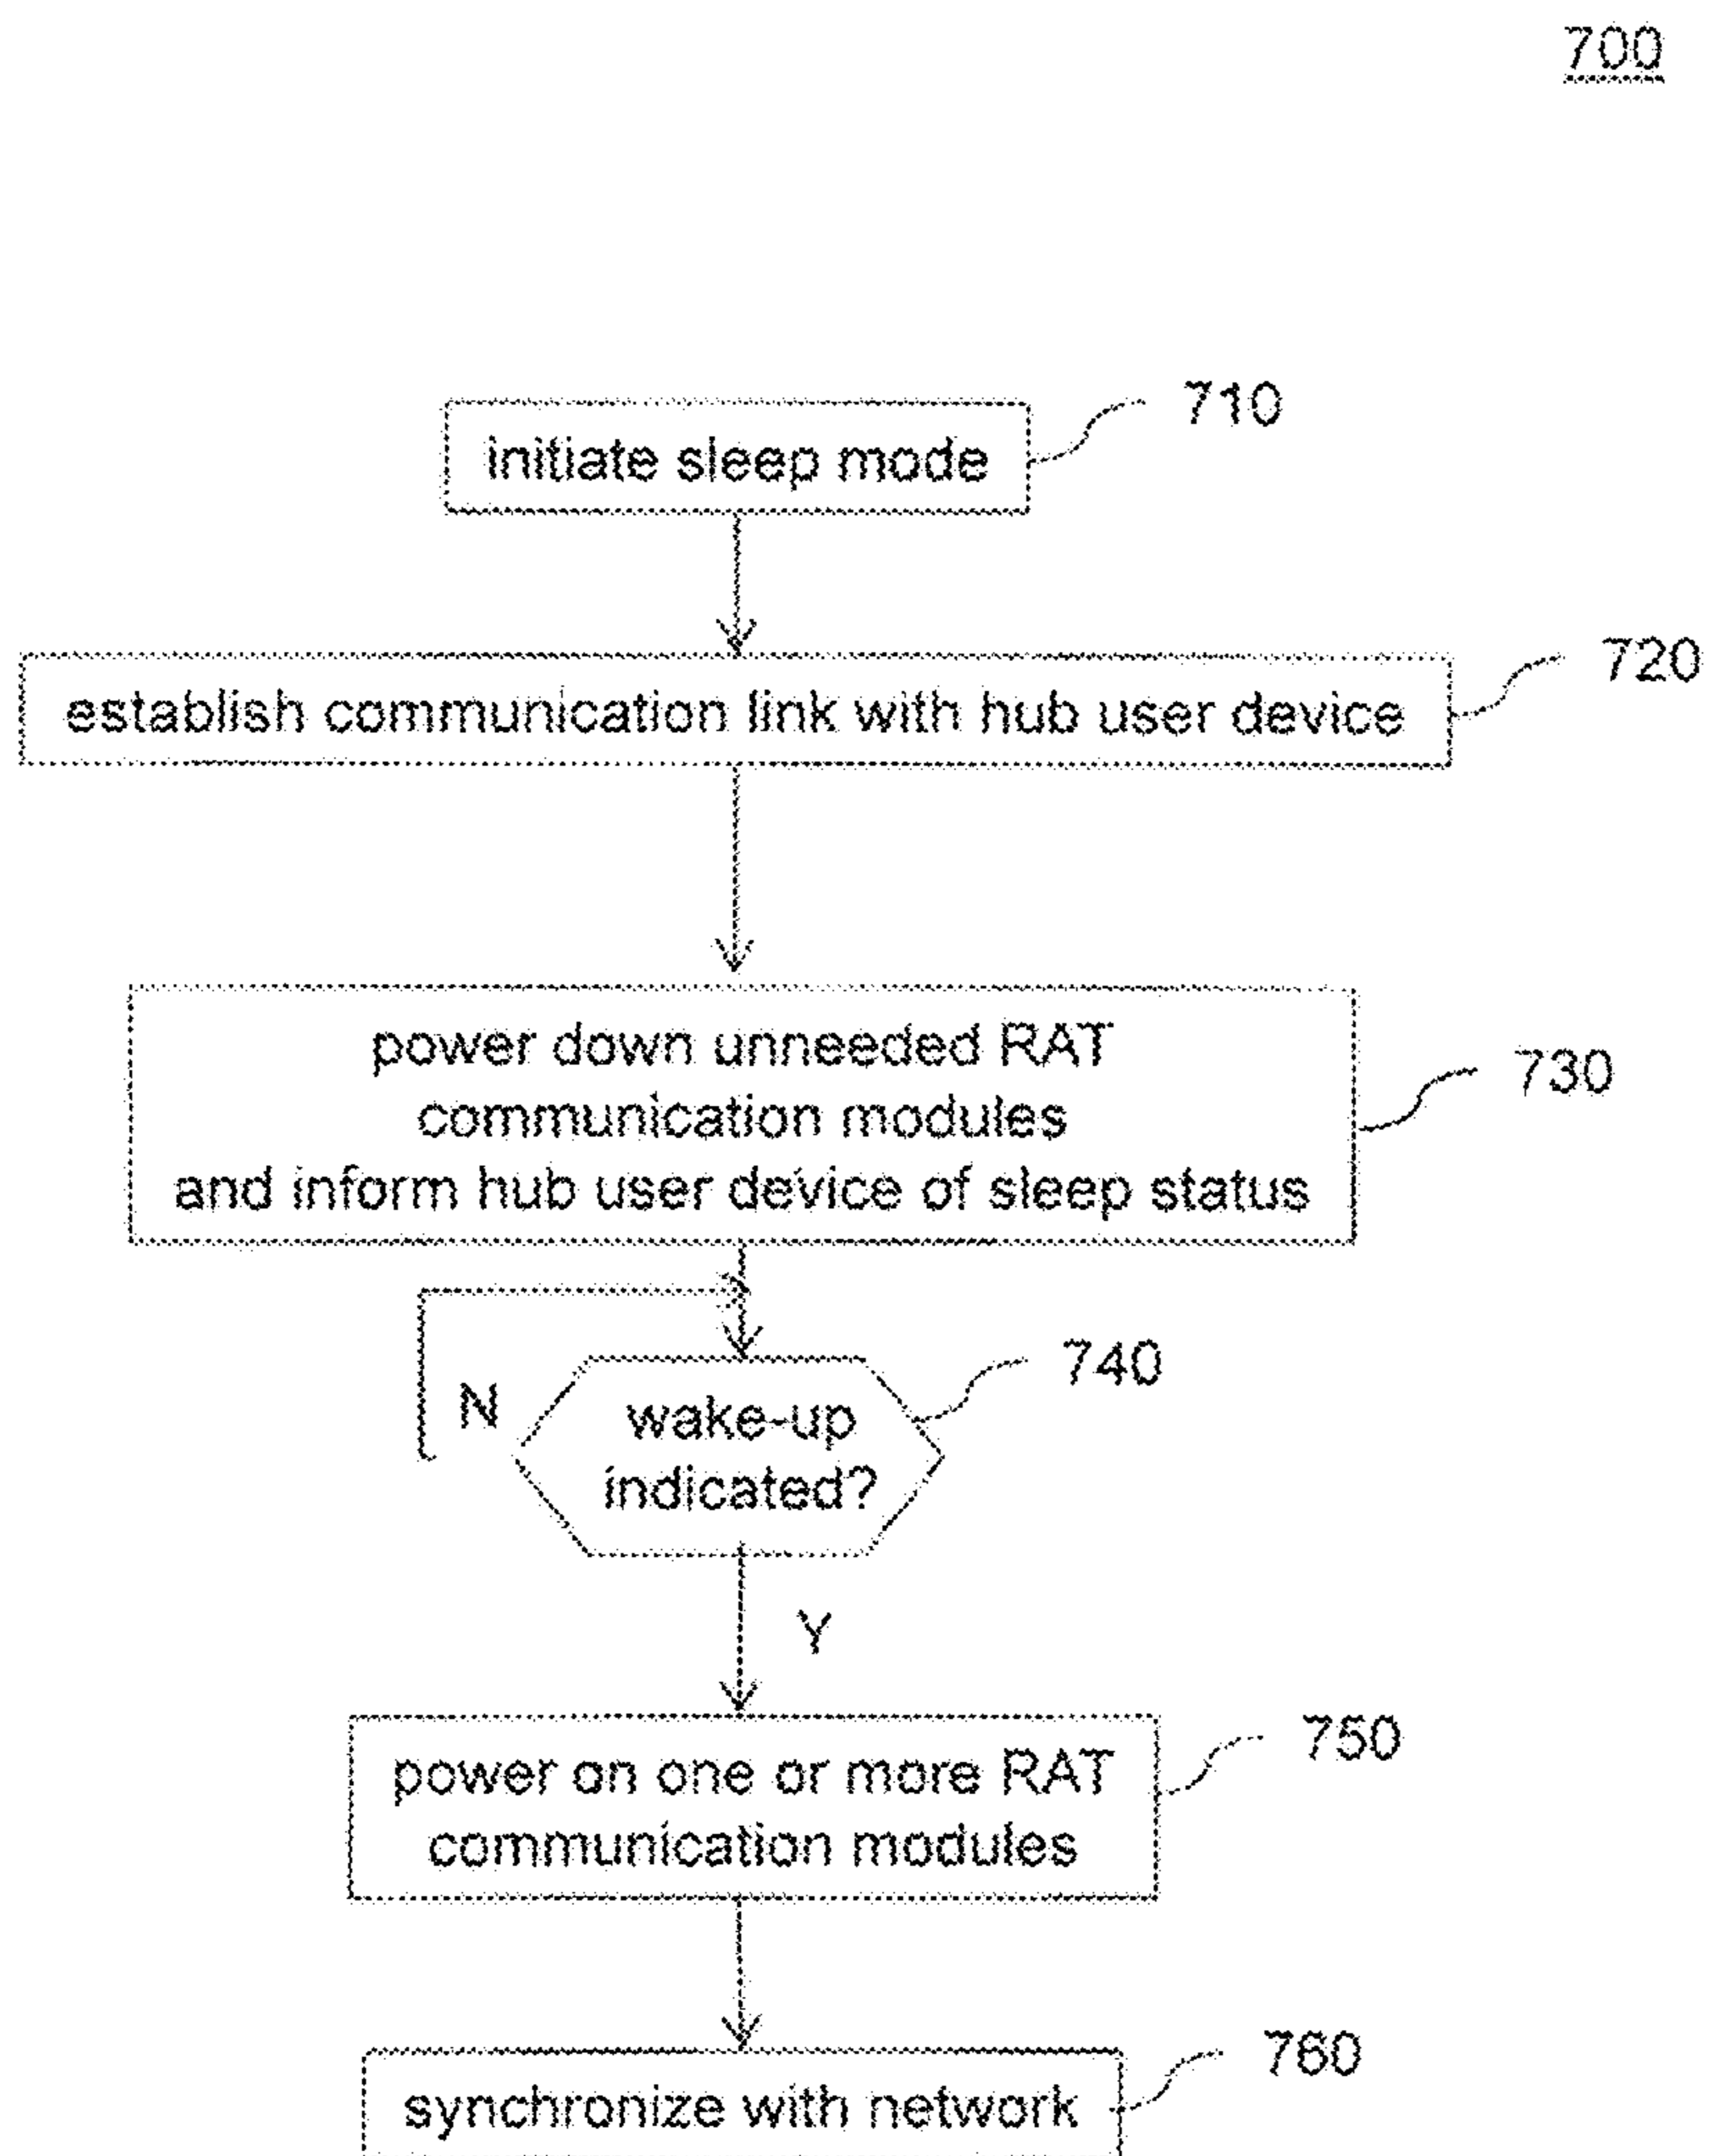 700
initiate sleep mode
710
establish communication link with hub user device
720
power down unneeded RAT
communication modules
and inform hub user device of sleep status
730
N
wake-up
indicated?
740
Y
power on one or more RAT
communication modules
750
synchronize with network
760